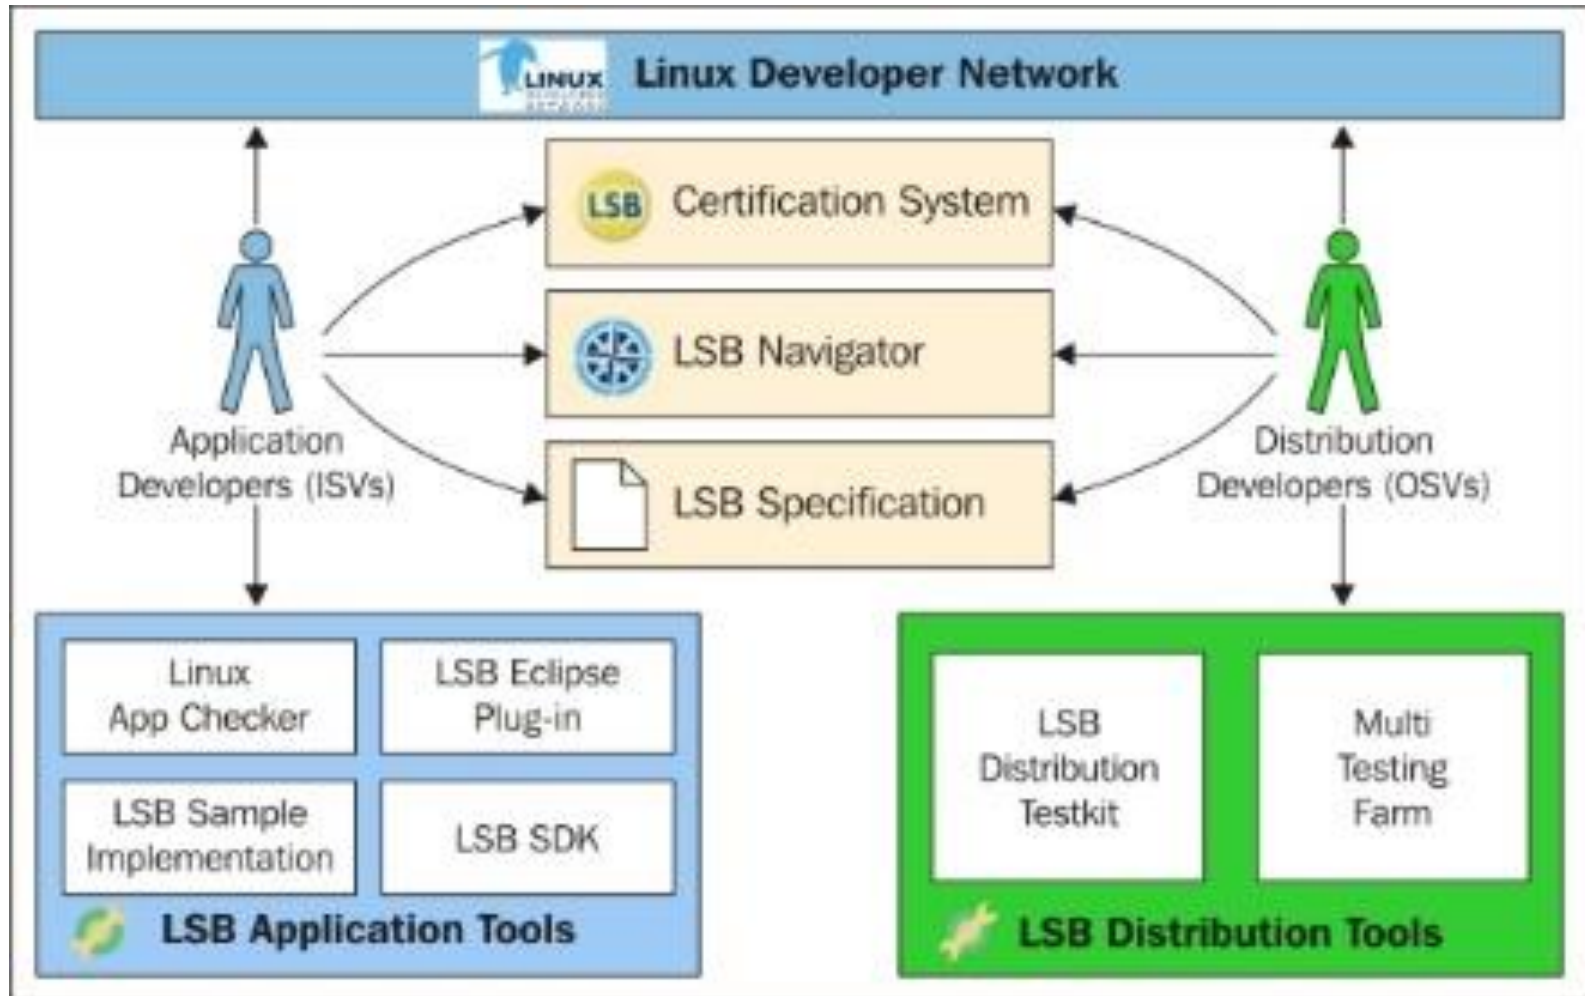 LINUX
Linux Developer Network
LSB
Certification System
LSB Navigator
LSB Specification
Application
Developers (ISVs)
Distribution
Developers (OSVs)
Linux
App Checker
LSB Eclipse
Plug-in
LSB Sample
Implementation
LSB SDK
LSB Application Tools
LSB
Distribution
Testkit
Multi
Testing
Farm
LSB Distribution Tools